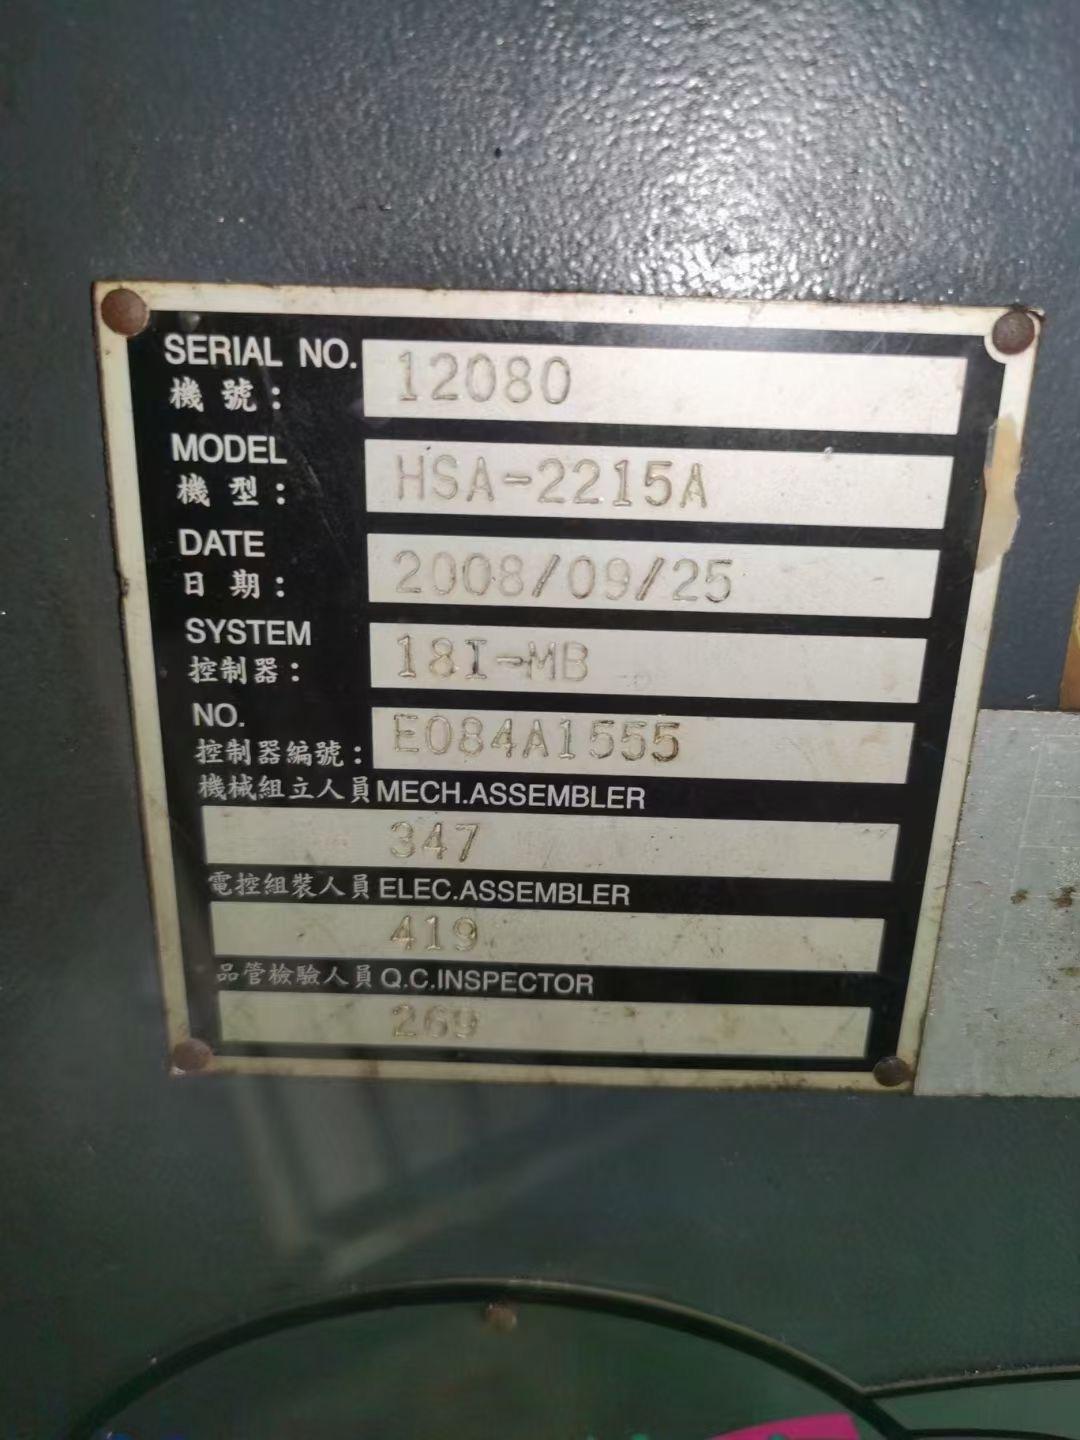 SERIAL NO. 12080
機號：
MODEL HSA-2215A
機型：
DATE 2008/09/25
日期：
SYSTEM 18I-MB
控制器：
NO. E084A1555
控制器編號：
機械組立人員 MECH.ASSEMBLER
347
電控組裝人員 ELEC.ASSEMBLER
419
品管檢驗人員 Q.C.INSPECTOR
269